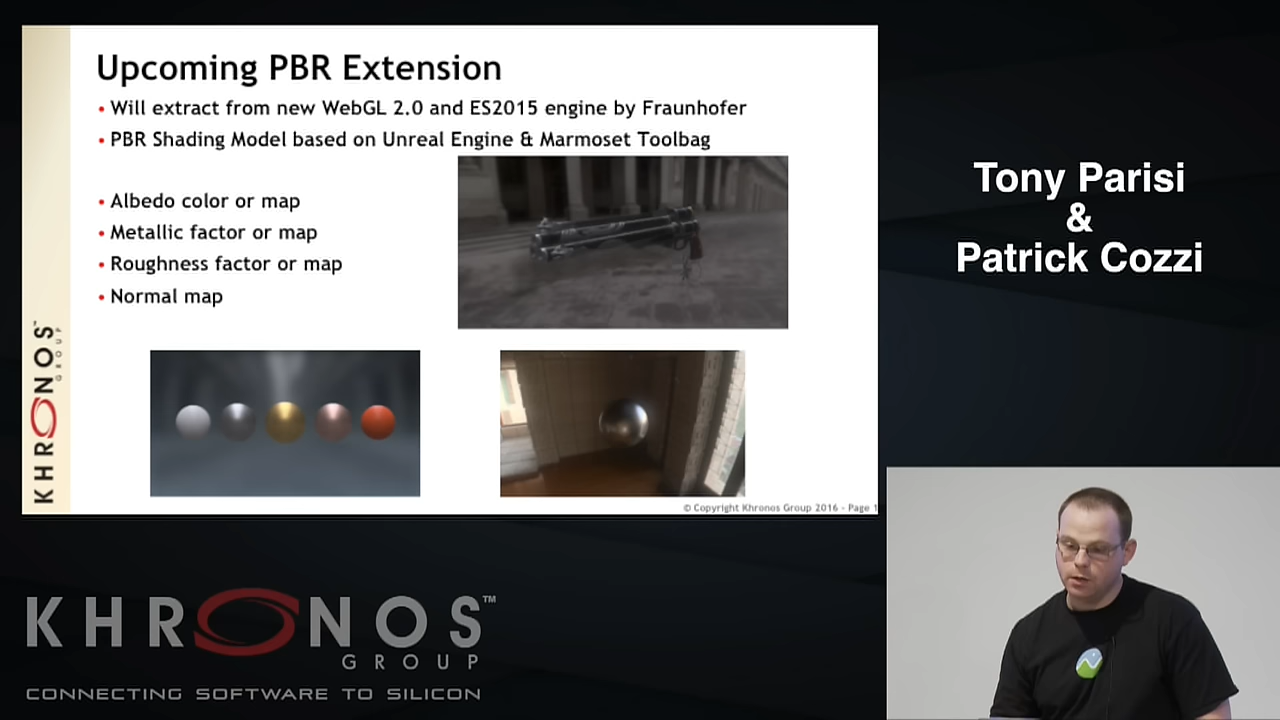 Upcoming PBR Extension
• Will extract from new WebGL 2.0 and ES2015 engine by Fraunhofer
• PBR Shading Model based on Unreal Engine & Marmoset Toolbag
• Albedo color or map
• Metallic factor or map
• Roughness factor or map
• Normal map
KHRONOS™
GROUP
© Copyright Khronos Group 2016 - Page 1
Tony Parisi
&
Patrick Cozzi
KHRONOS™
GROUP
CONNECTING SOFTWARE TO SILICON